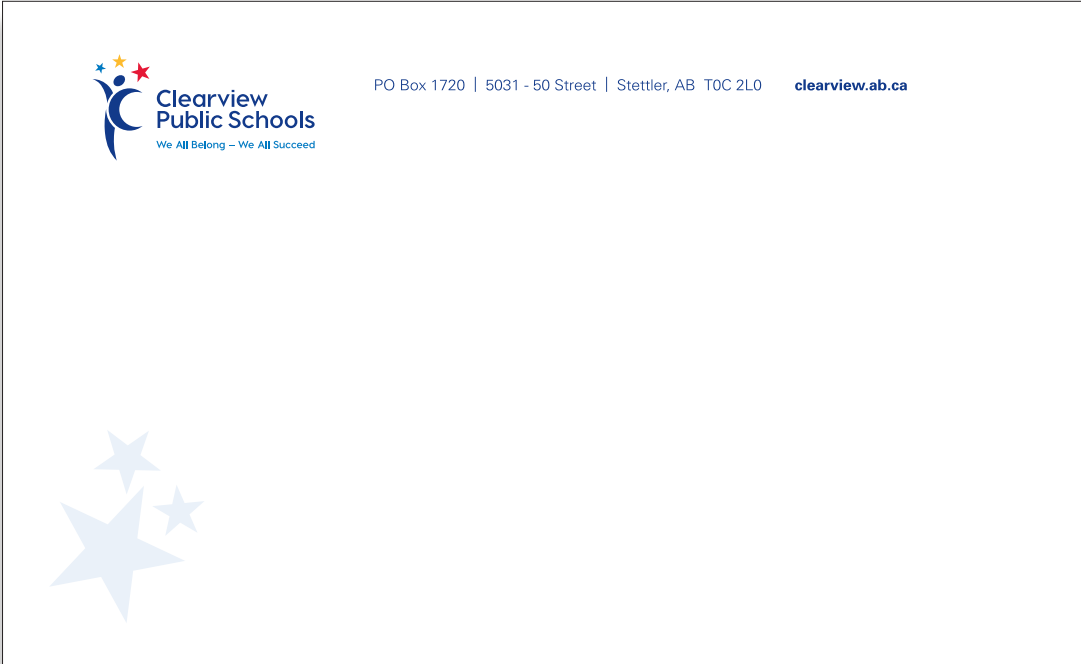 Clearview
Public Schools
We All Belong – We All Succeed
PO Box 1720 | 5031 - 50 Street | Stettler, AB T0C 2L0 clearview.ab.ca